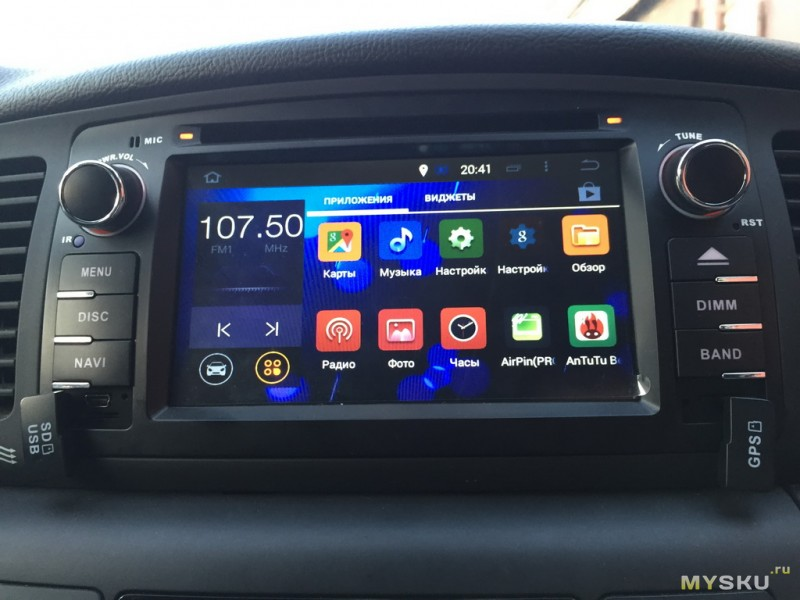 MIC
PWR.VOL
TUNE
IR
RST
MENU
DISC
NAVI
DIMM
BAND
SD
USB
GPS
20:41
ПРИЛОЖЕНИЯ ВИДЖЕТЫ
107.50
FM1 MHz
Карты Музыка Настройк Настрой Обзор
Радио Фото Часы AirPin(PR AnTuTu B
MYSKU.ru